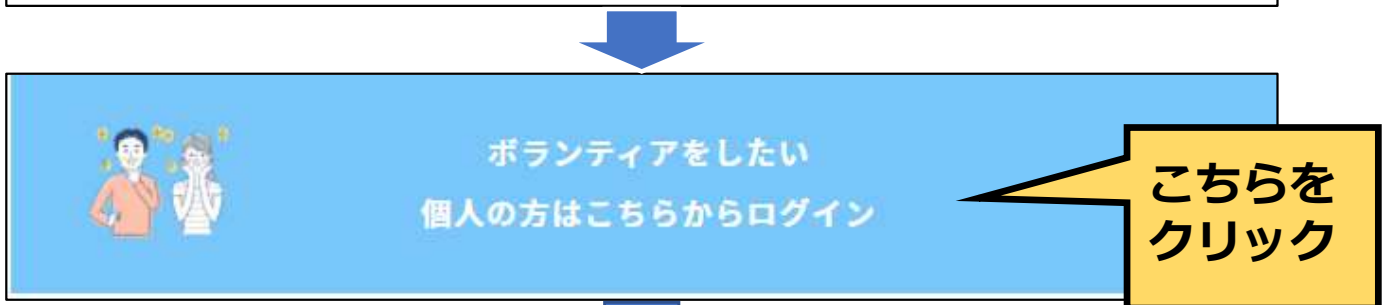 ボランティアをしたい
個人の方はこちらからログイン
こちらを
クリック